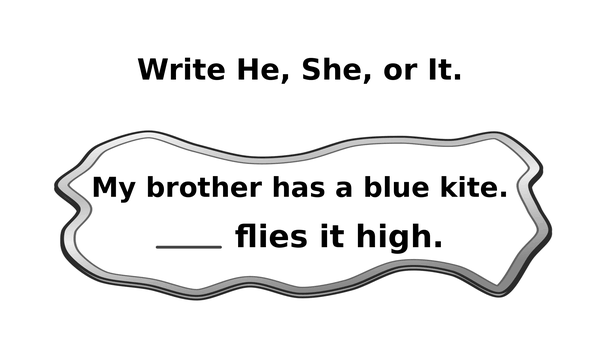 Write He, She, or It.
My brother has a blue kite.
____ flies it high.